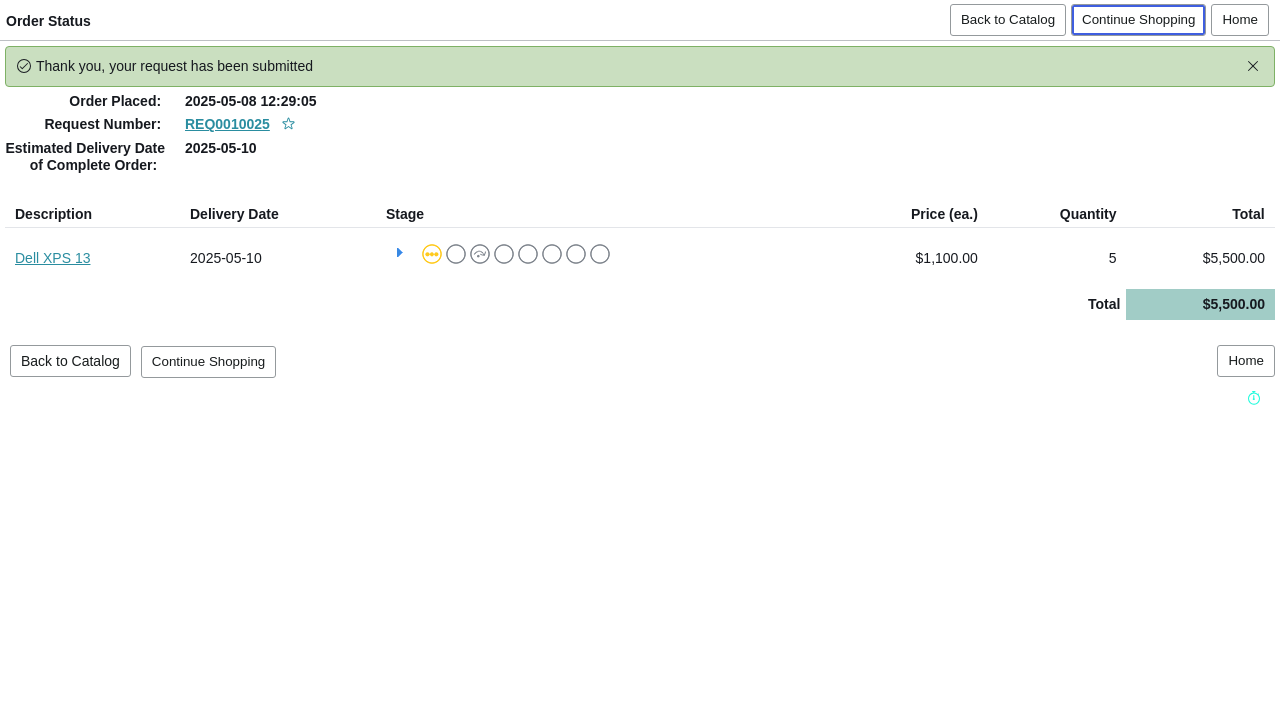 Order Status
Back to Catalog
Continue Shopping
Home
Thank you, your request has been submitted
Order Placed: 2025-05-08 12:29:05
Request Number: REQ0010025
Estimated Delivery Date 2025-05-10
of Complete Order:
Description Delivery Date Stage Price (ea.) Quantity Total
Dell XPS 13 2025-05-10 $1,100.00 5 $5,500.00
Total $5,500.00
Back to Catalog Continue Shopping Home